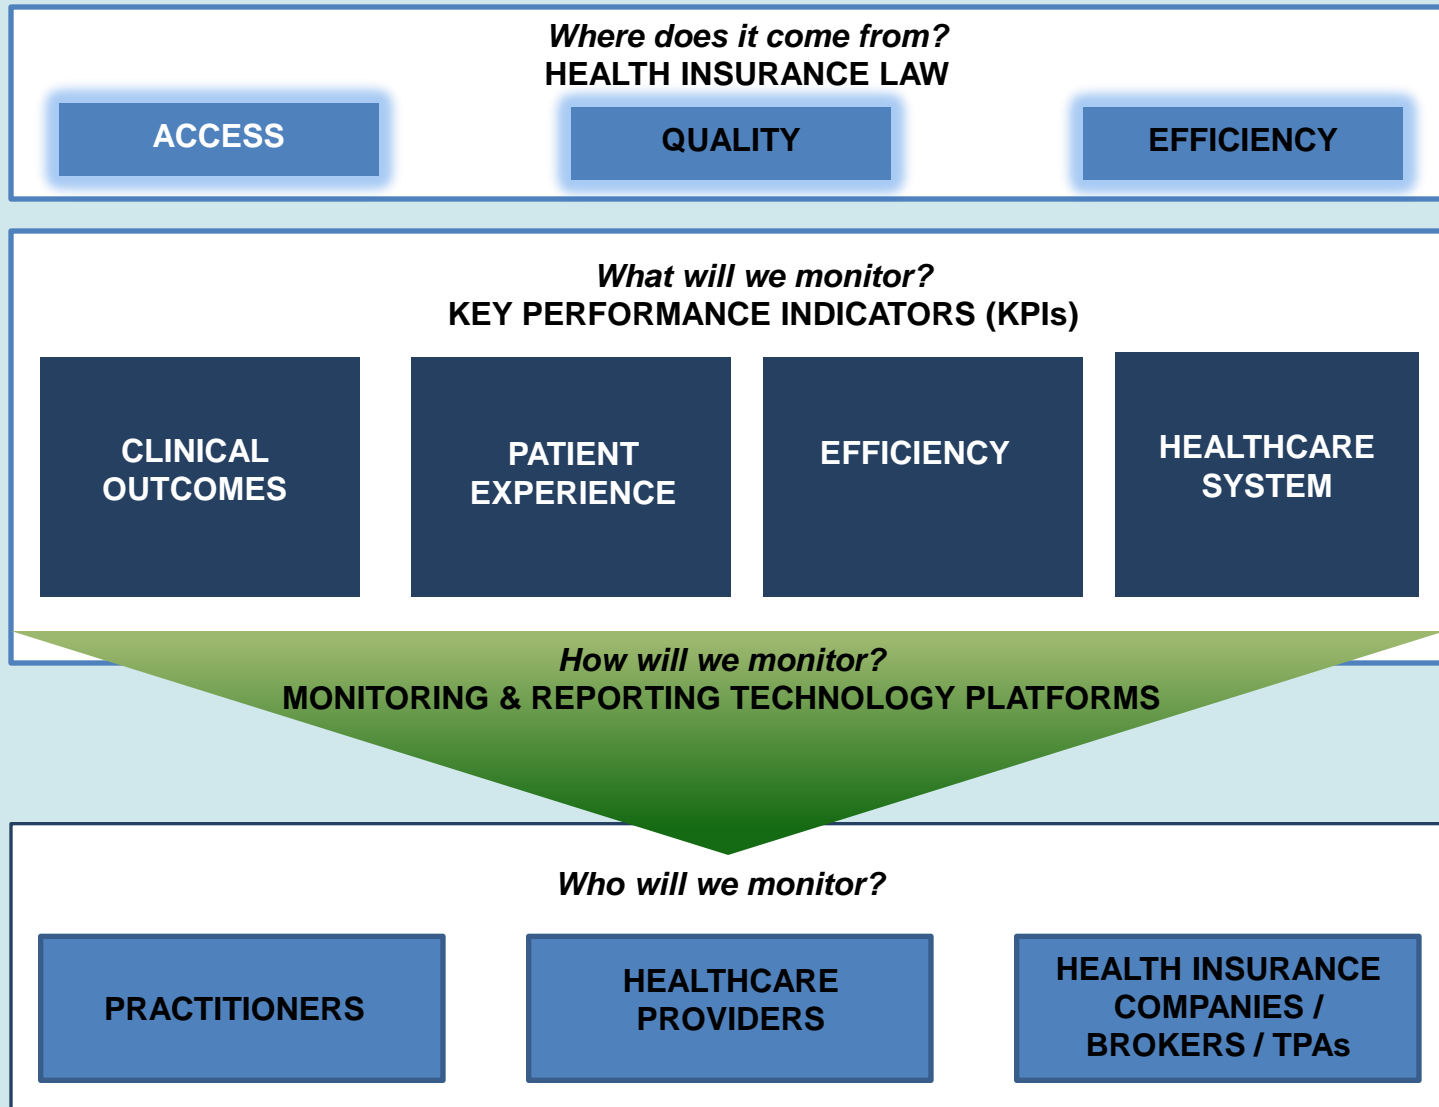 Where does it come from?
HEALTH INSURANCE LAW
ACCESS
QUALITY
EFFICIENCY
What will we monitor?
KEY PERFORMANCE INDICATORS (KPIs)
CLINICAL
OUTCOMES
PATIENT
EXPERIENCE
EFFICIENCY
HEALTHCARE
SYSTEM
How will we monitor?
MONITORING & REPORTING TECHNOLOGY PLATFORMS
Who will we monitor?
PRACTITIONERS
HEALTHCARE
PROVIDERS
HEALTH INSURANCE
COMPANIES /
BROKERS / TPAs